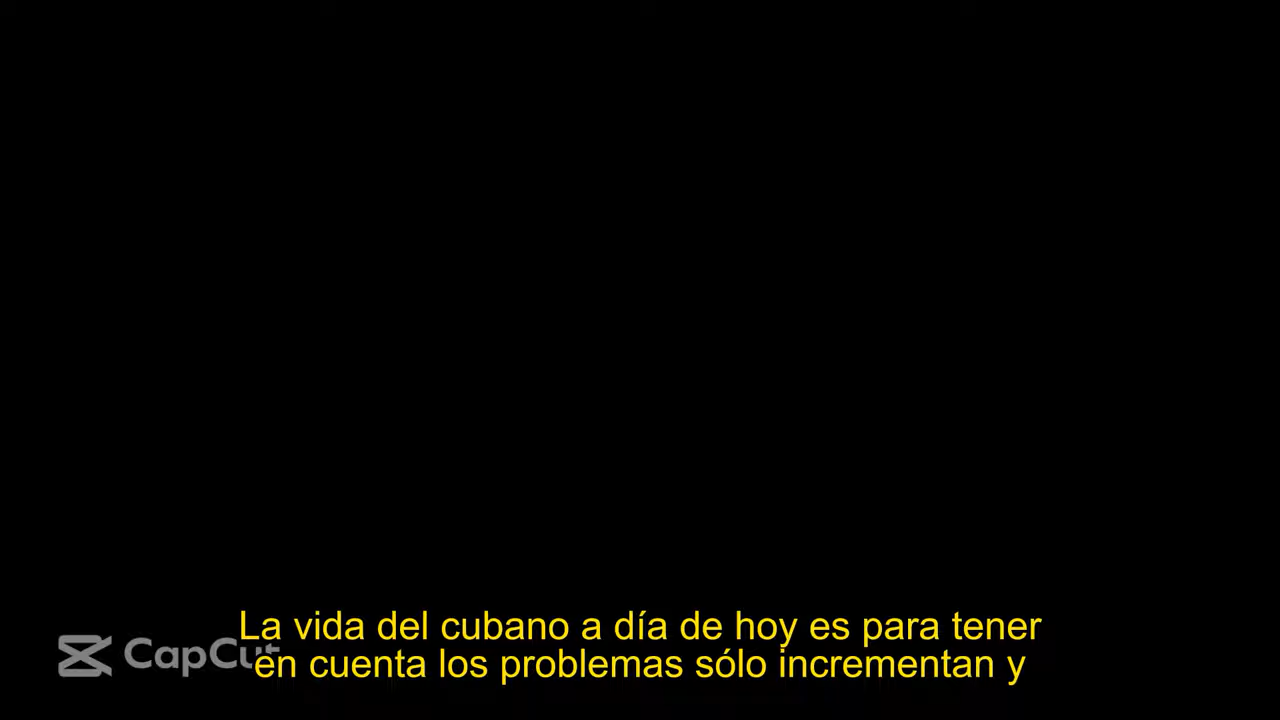 La vida del cubano a día de hoy es para tener
en cuenta los problemas sólo incrementan y
CapCut